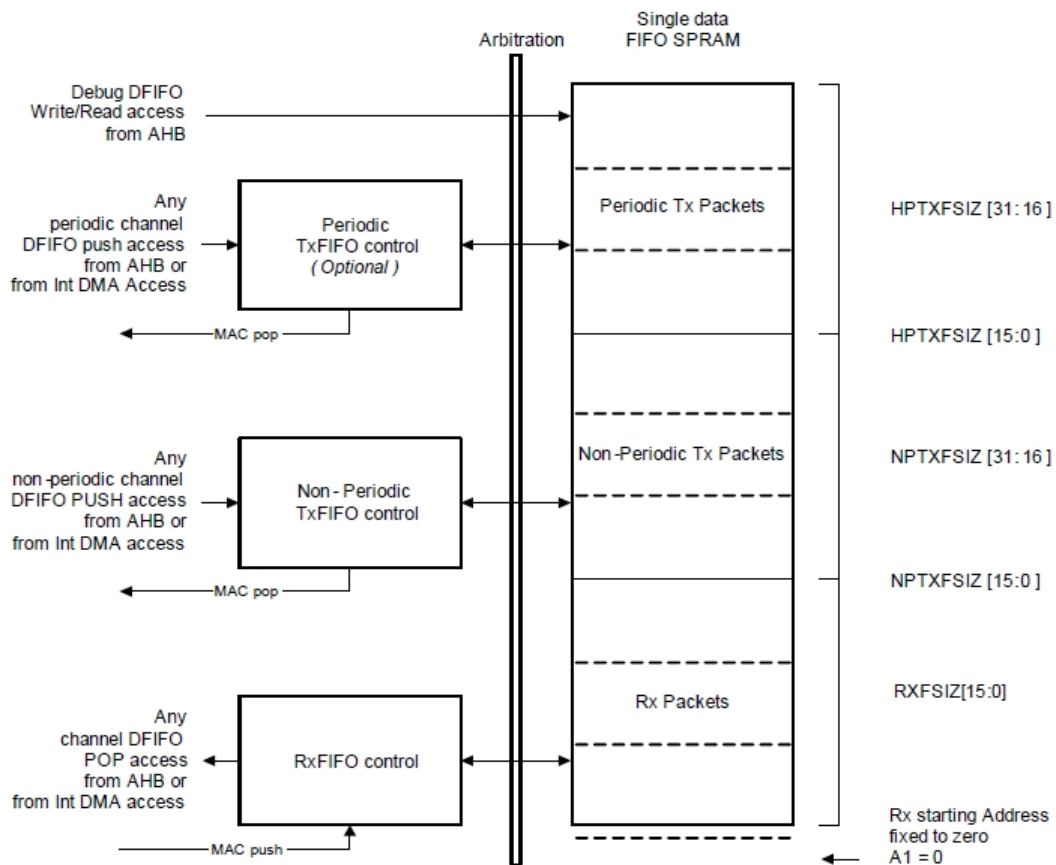 Single data
FIFO SPRAM
Arbitration
Debug DFIFO
Write/Read access
from AHB
Any
periodic channel
DFIFO push access
from AHB or
from Int DMA Access
Periodic
TxFIFO control
( Optional )
MAC pop
Periodic Tx Packets
HPTXFSIZ [31: 16 ]
HPTXFSIZ [15:0 ]
Any
non-periodic channel
DFIFO PUSH access
from AHB or
from Int DMA access
Non- Periodic
TxFIFO control
MAC pop
Non-Periodic Tx Packets
NPTXFSIZ [31: 16 ]
NPTXFSIZ [15:0 ]
Any
channel DFIFO
POP access
from AHB or
from Int DMA access
RxFIFO control
MAC push
Rx Packets
RXFSIZ[15:0]
Rx starting Address
fixed to zero
A1 = 0